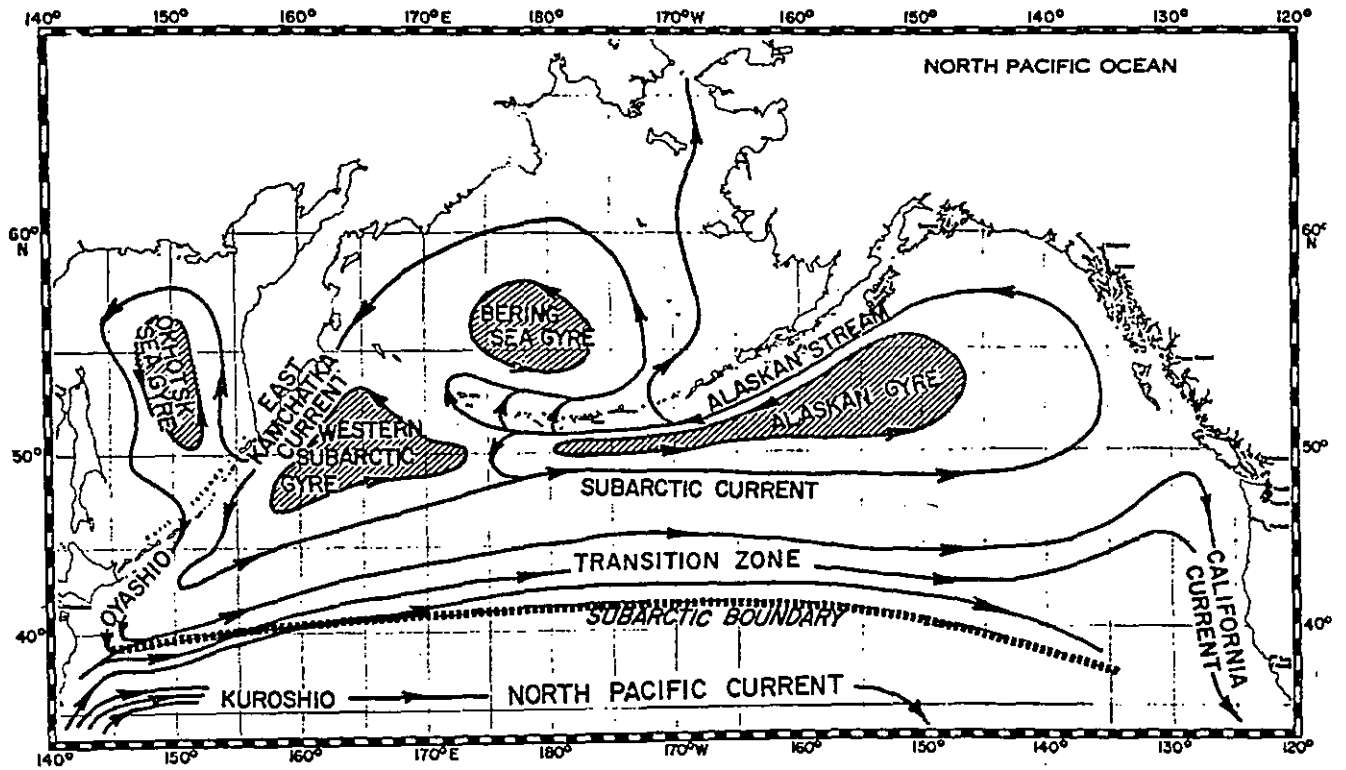 140° 150° 160° 170°E 180° 170°W 160° 150° 140° 130° 120°
NORTH PACIFIC OCEAN
60°
N
60°
N
BERING
SEA GYRE
OKHOTSK
SEA GYRE
EAST
KAMCHATKA
CURRENT
ALASKAN STREAM
ALASKAN GYRE
WESTERN
SUBARCTIC
GYRE
50°
50°
SUBARCTIC CURRENT
OYASHIO
TRANSITION ZONE
CALIFORNIA
CURRENT
SUBARCTIC BOUNDARY
40°
40°
KUROSHIO
NORTH PACIFIC CURRENT
140° 150° 160° 170°E 180° 170°W 160° 150° 140° 130° 120°